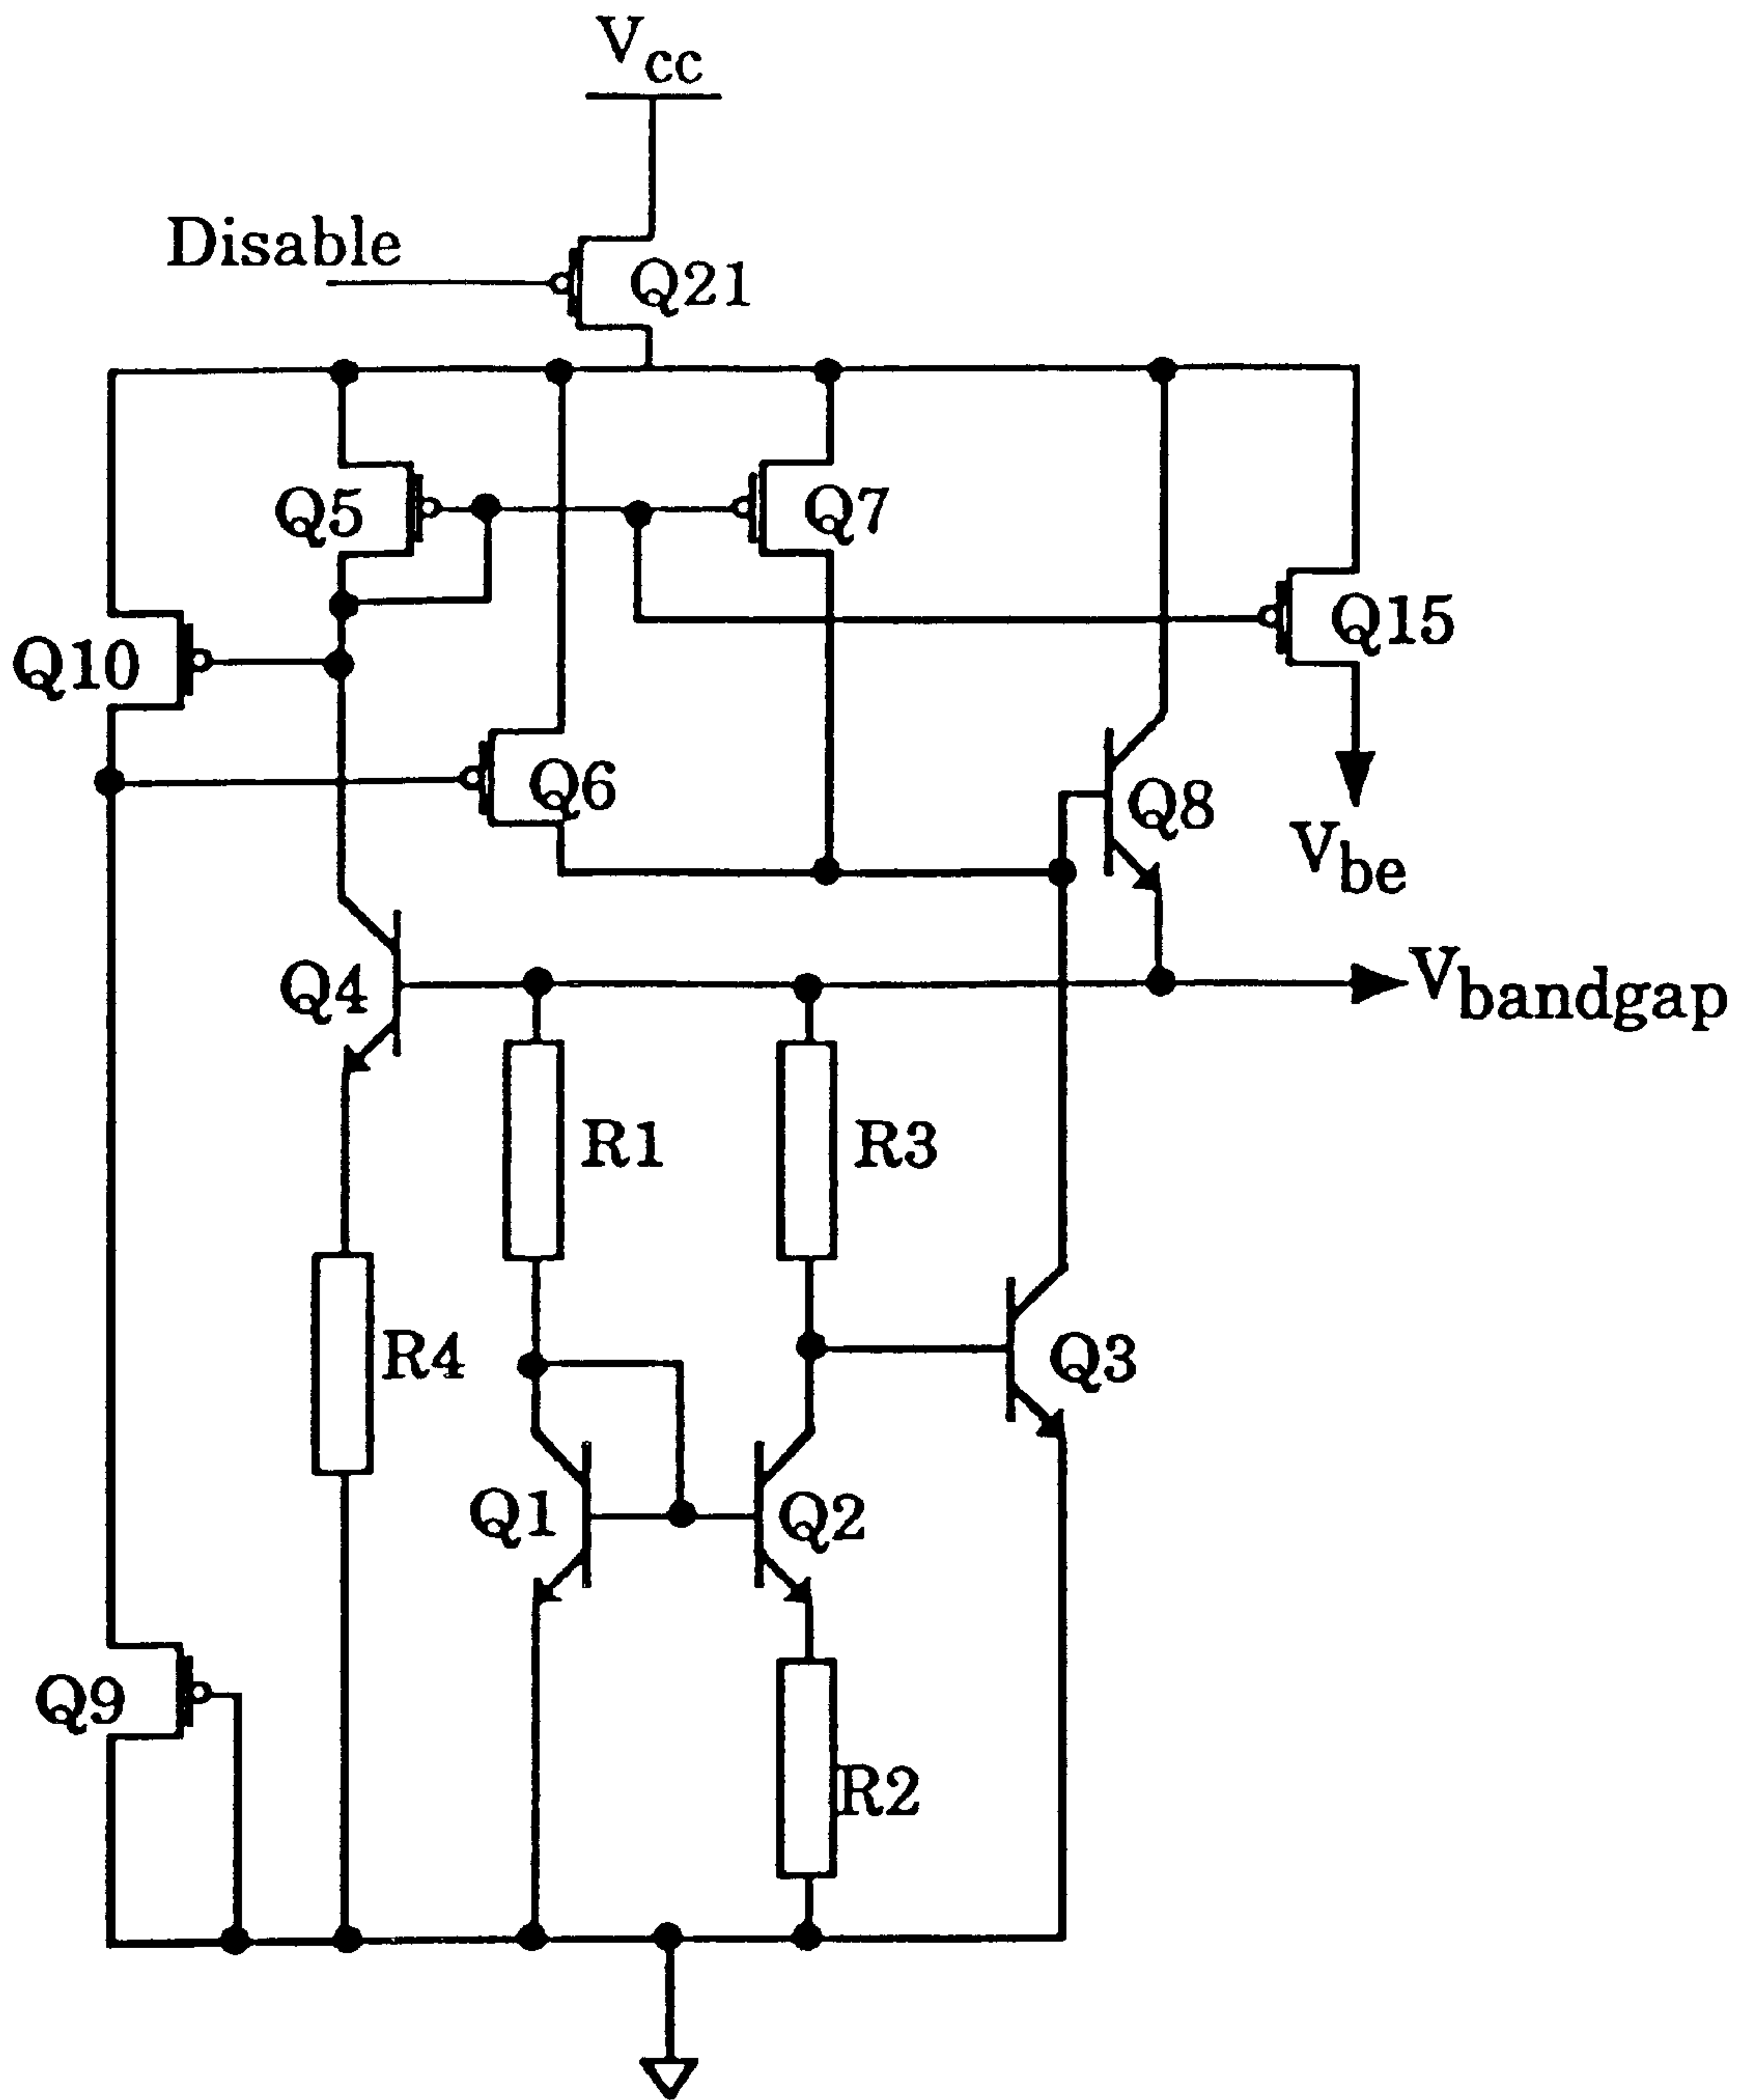 Vcc
Disable
Q21
Q5
Q7
Q15
Q10
Q6
Q8
Vbe
Q4
Vbandgap
R1
R3
R4
Q3
Q1
Q2
Q9
R2